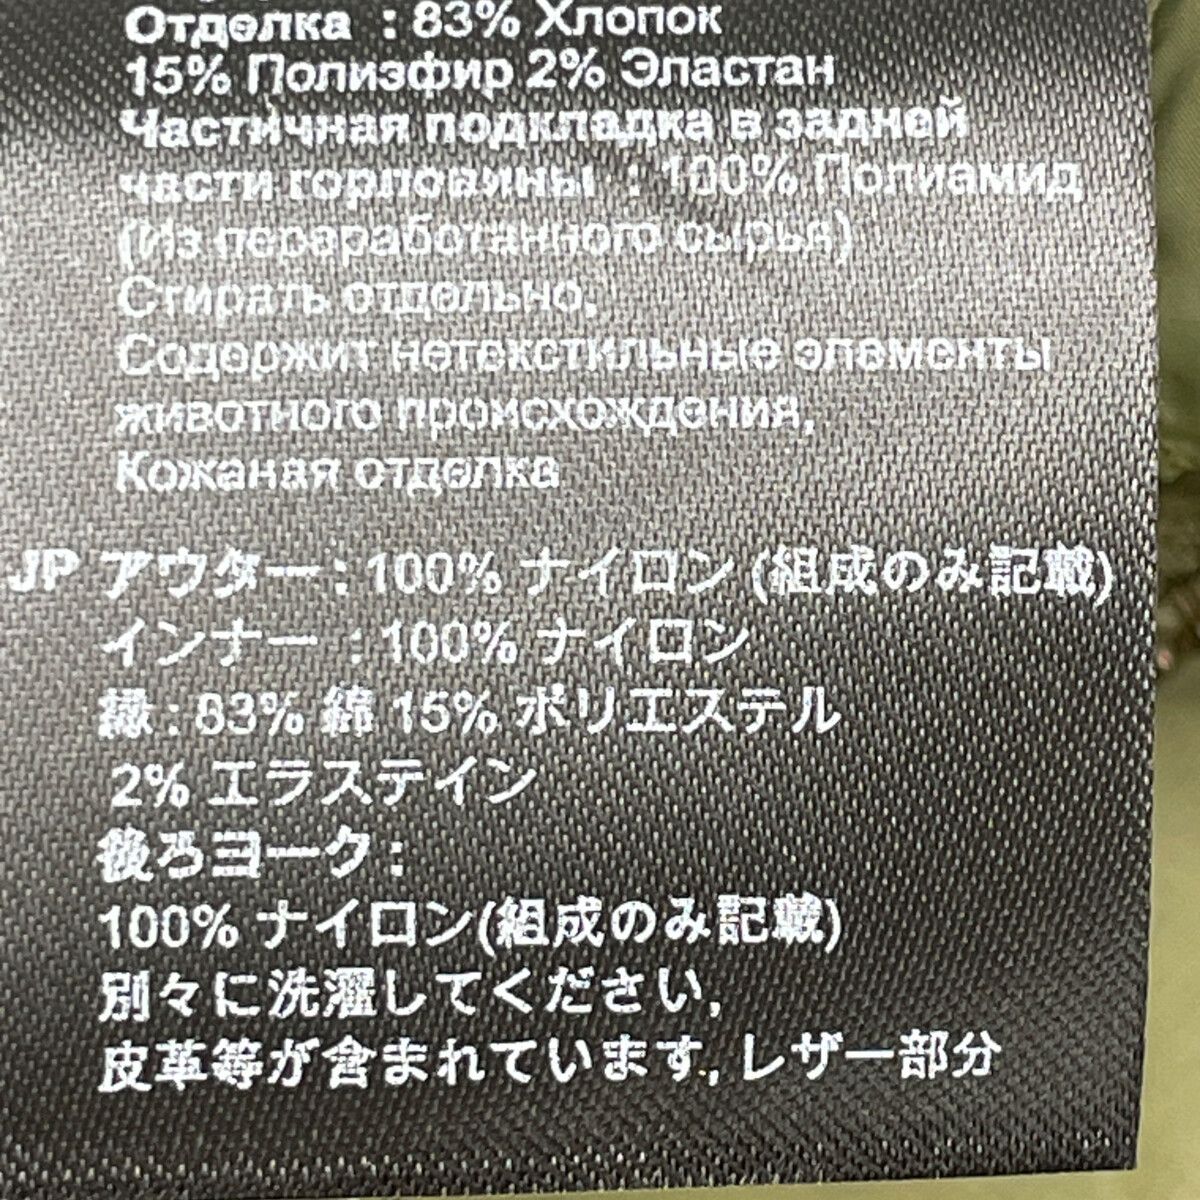 Отделка : 83% Хлопок
15% Полиэфир 2% Эластан
Частичная подкладка в задней
части горловины : 100% Полиамид
(Из переработанного сырья)
Стирать отдельно,
Содержит нетекстильные элементы
животного происхождения,
Кожаная отделка
JP アウター : 100% ナイロン (組成のみ記載)
インナー : 100% ナイロン
縁 : 83% 綿 15% ポリエステル
2% エラステイン
後ろヨーク :
100% ナイロン(組成のみ記載)
別々に洗濯してください,
皮革等が含まれています, レザー部分